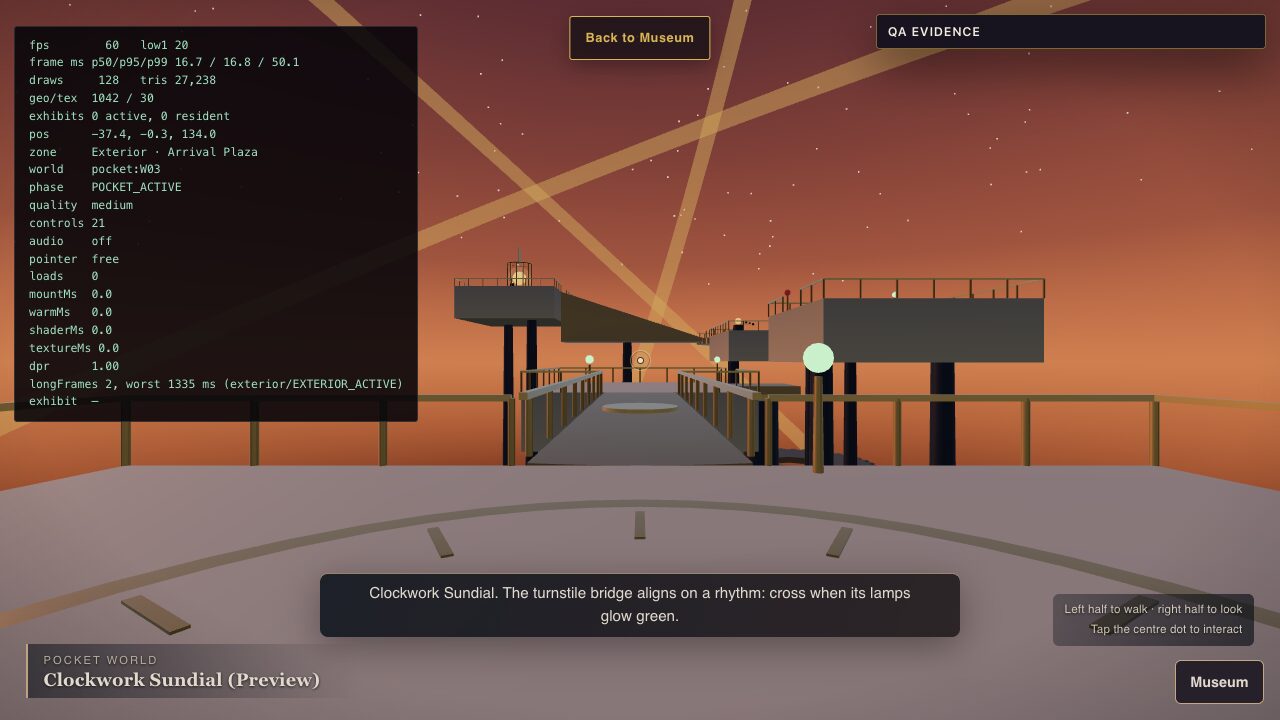 fps 60 low1 20
frame ms p50/p95/p99 16.7 / 16.8 / 50.1
draws 128 tris 27,238
geo/tex 1042 / 30
exhibits 0 active, 0 resident
pos −37.4, −0.3, 134.0
zone Exterior · Arrival Plaza
world pocket:W03
phase POCKET_ACTIVE
quality medium
controls 21
audio off
pointer free
loads 0
mountMs 0.0
warmMs 0.0
shaderMs 0.0
textureMs 0.0
dpr 1.00
longFrames 2, worst 1335 ms (exterior/EXTERIOR_ACTIVE)
exhibit —
Back to Museum
QA EVIDENCE
Clockwork Sundial. The turnstile bridge aligns on a rhythm: cross when its lamps
glow green.
Left half to walk · right half to look
Tap the centre dot to interact
POCKET WORLD
Clockwork Sundial (Preview)
Museum